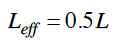 L_eff = 0.5L